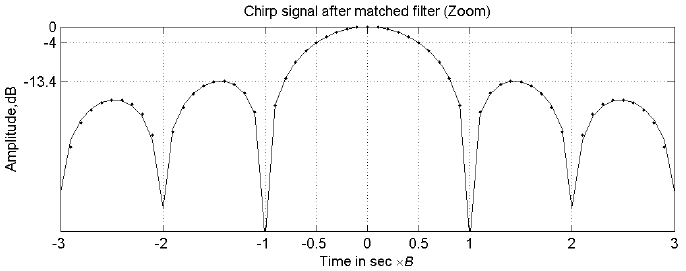 Chirp signal after matched filter (Zoom)
0
-4
-13.4
Amplitude,dB
-3 -2 -1 -0.5 0 0.5 1 2 3
Time in sec ×B